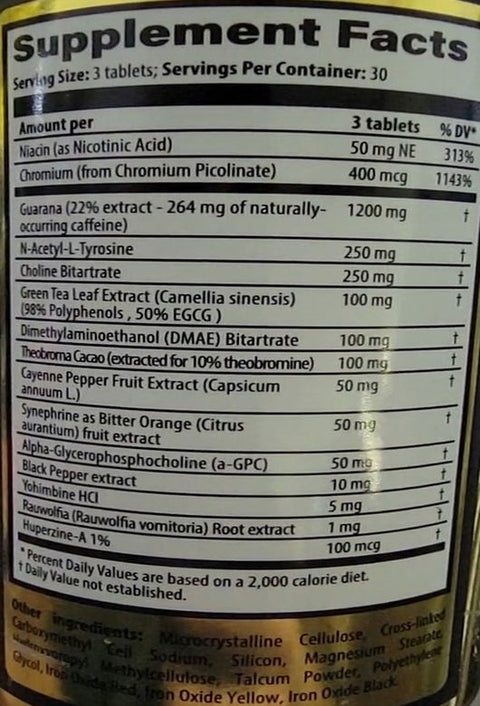 Supplement Facts
Serving Size: 3 tablets; Servings Per Container: 30
Amount per 3 tablets % DV*
Niacin (as Nicotinic Acid) 50 mg NE 313%
Chromium (from Chromium Picolinate) 400 mcg 1143%
Guarana (22% extract - 264 mg of naturally- 1200 mg †
occurring caffeine)
N-Acetyl-L-Tyrosine 250 mg †
Choline Bitartrate 250 mg †
Green Tea Leaf Extract (Camellia sinensis) 100 mg †
(98% Polyphenols , 50% EGCG )
Dimethylaminoethanol (DMAE) Bitartrate 100 mg †
Theobroma Cacao (extracted for 10% theobromine) 100 mg †
Cayenne Pepper Fruit Extract (Capsicum 50 mg †
annuum L.)
Synephrine as Bitter Orange (Citrus 50 mg †
aurantium) fruit extract
Alpha-Glycerophosphocholine (a-GPC) 50 mg †
Black Pepper extract 10 mg †
Yohimbine HCl 5 mg †
Rauwolfia (Rauwolfia vomitoria) Root extract 1 mg †
Huperzine-A 1% 100 mcg †
* Percent Daily Values are based on a 2,000 calorie diet.
† Daily Value not established.
Other ingredients: Microcrystalline Cellulose, Cross-linked
Carboxymethyl Cell Sodium, Silicon, Magnesium Stearate,
Methylcellulose, Talcum Powder, Polyethylene
Glycol, Iron Oxide Red, Iron Oxide Yellow, Iron Oxide Black